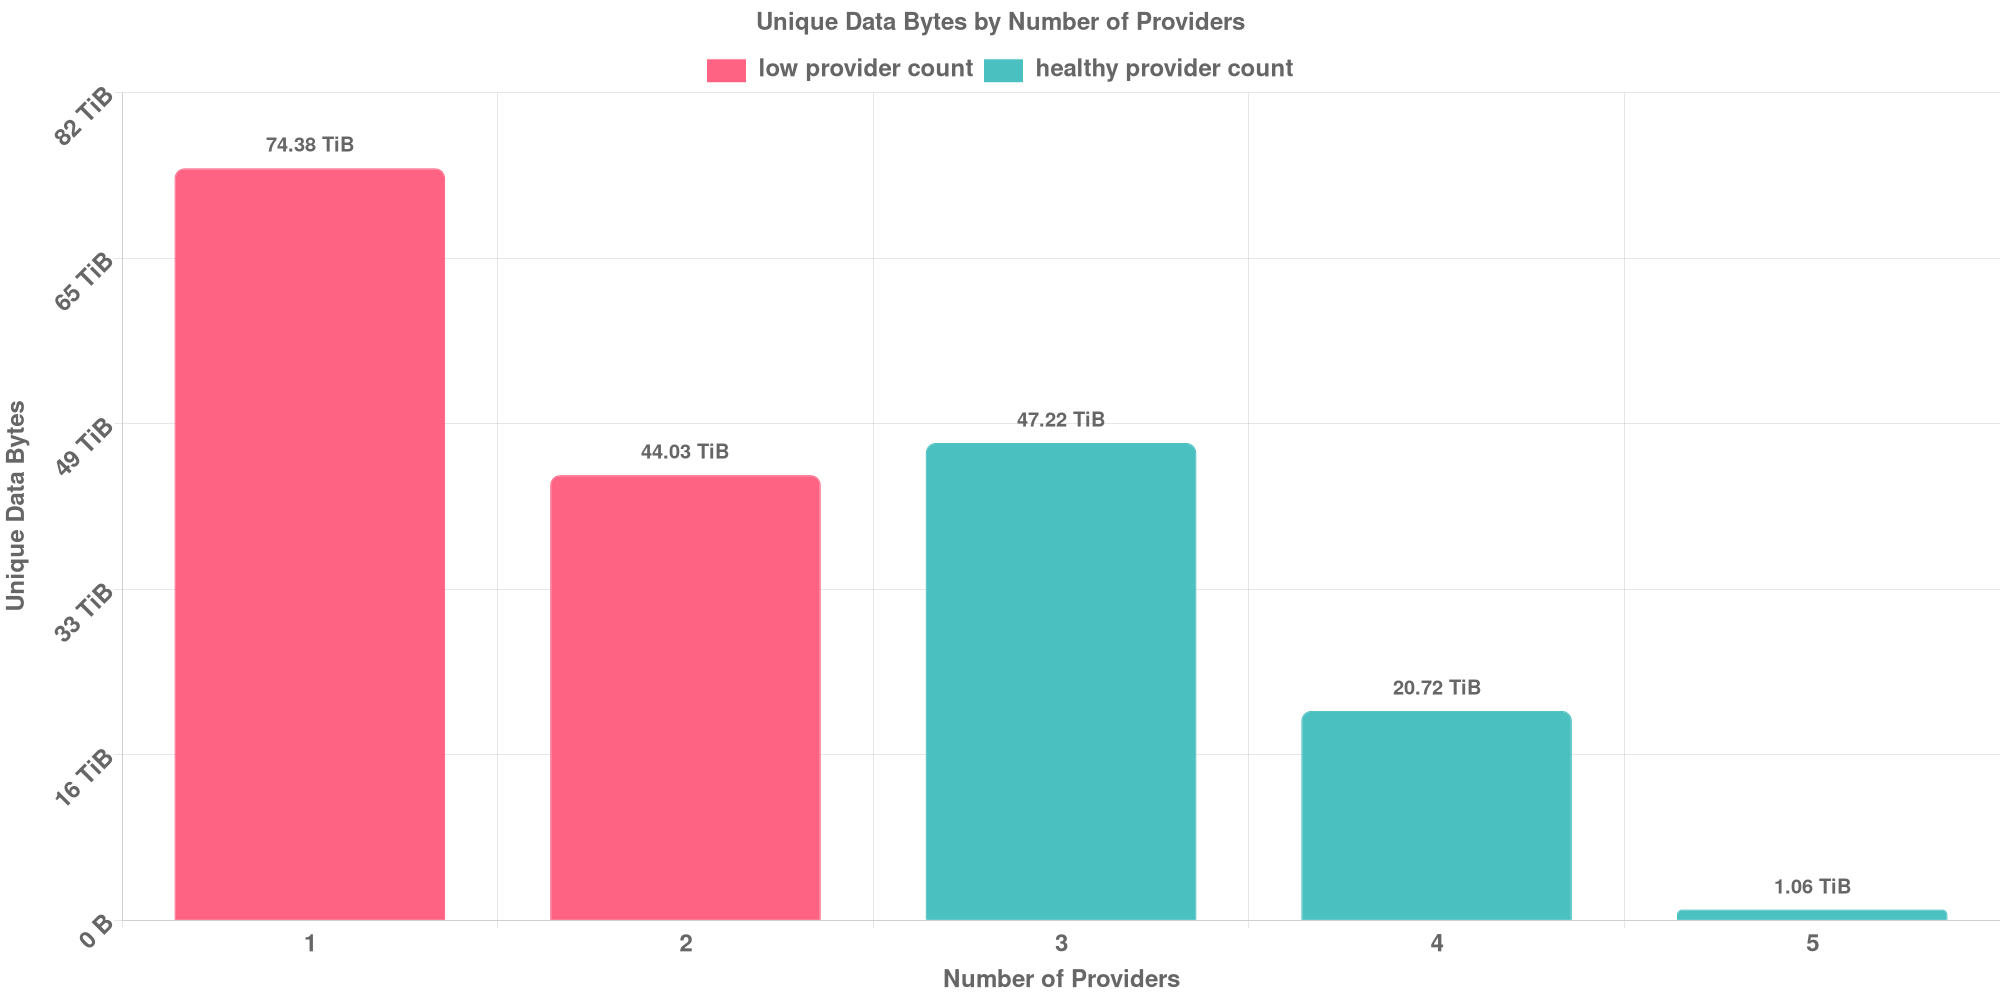 Unique Data Bytes by Number of Providers
low provider count healthy provider count
82 TiB
65 TiB
49 TiB
33 TiB
16 TiB
0 B
Unique Data Bytes
74.38 TiB
44.03 TiB
47.22 TiB
20.72 TiB
1.06 TiB
1 2 3 4 5
Number of Providers